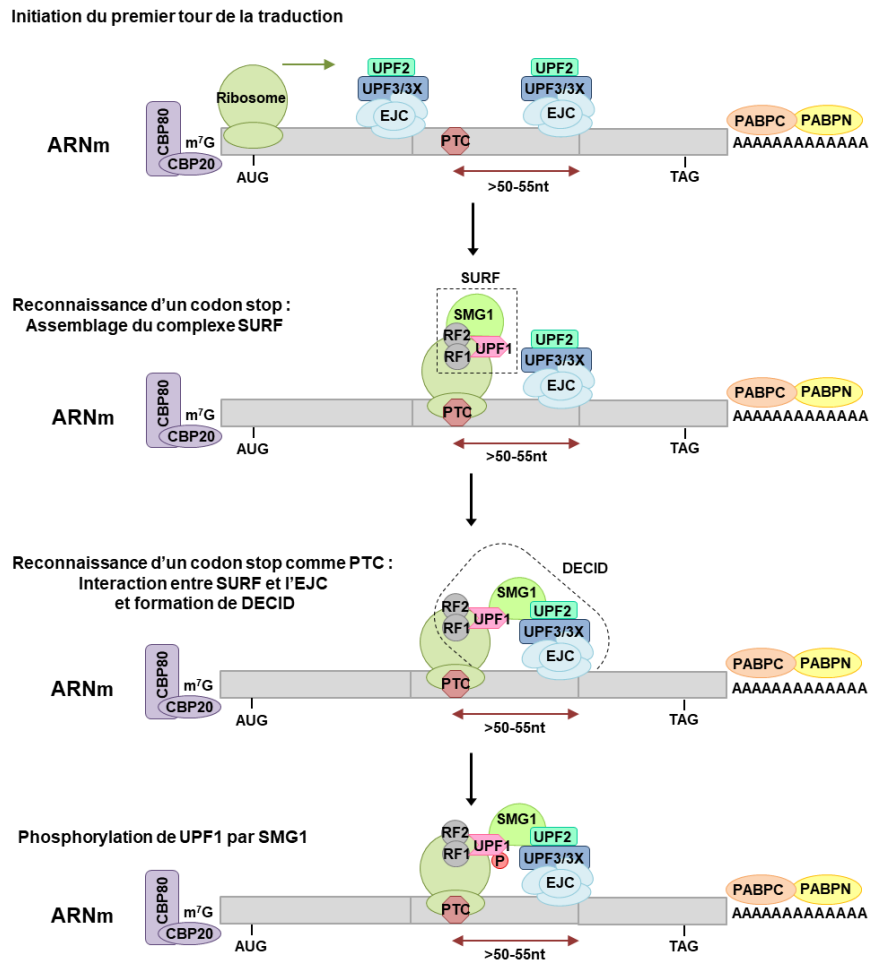 Initiation du premier tour de la traduction
UPF2
UPF2
UPF3/3X
UPF3/3X
Ribosome
EJC
EJC
CBP80
PABPC
PABPN
ARNm
m⁷G
PTC
AAAAAAAAAAAAA
CBP20
AUG
TAG
>50-55nt
SURF
Reconnaissance d'un codon stop :
Assemblage du complexe SURF
SMG1
RF2
UPF1
UPF2
RF1
UPF3/3X
EJC
CBP80
PABPC
PABPN
ARNm
m⁷G
PTC
AAAAAAAAAAAAA
CBP20
AUG
TAG
>50-55nt
Reconnaissance d'un codon stop comme PTC :
Interaction entre SURF et l'EJC
et formation de DECID
DECID
SMG1
RF2
UPF1
UPF2
RF1
UPF3/3X
EJC
CBP80
PABPC
PABPN
ARNm
m⁷G
PTC
AAAAAAAAAAAAA
CBP20
AUG
TAG
>50-55nt
Phosphorylation de UPF1 par SMG1
SMG1
RF2
UPF1
UPF2
RF1
P
UPF3/3X
EJC
CBP80
PABPC
PABPN
ARNm
m⁷G
PTC
AAAAAAAAAAAAA
CBP20
AUG
TAG
>50-55nt